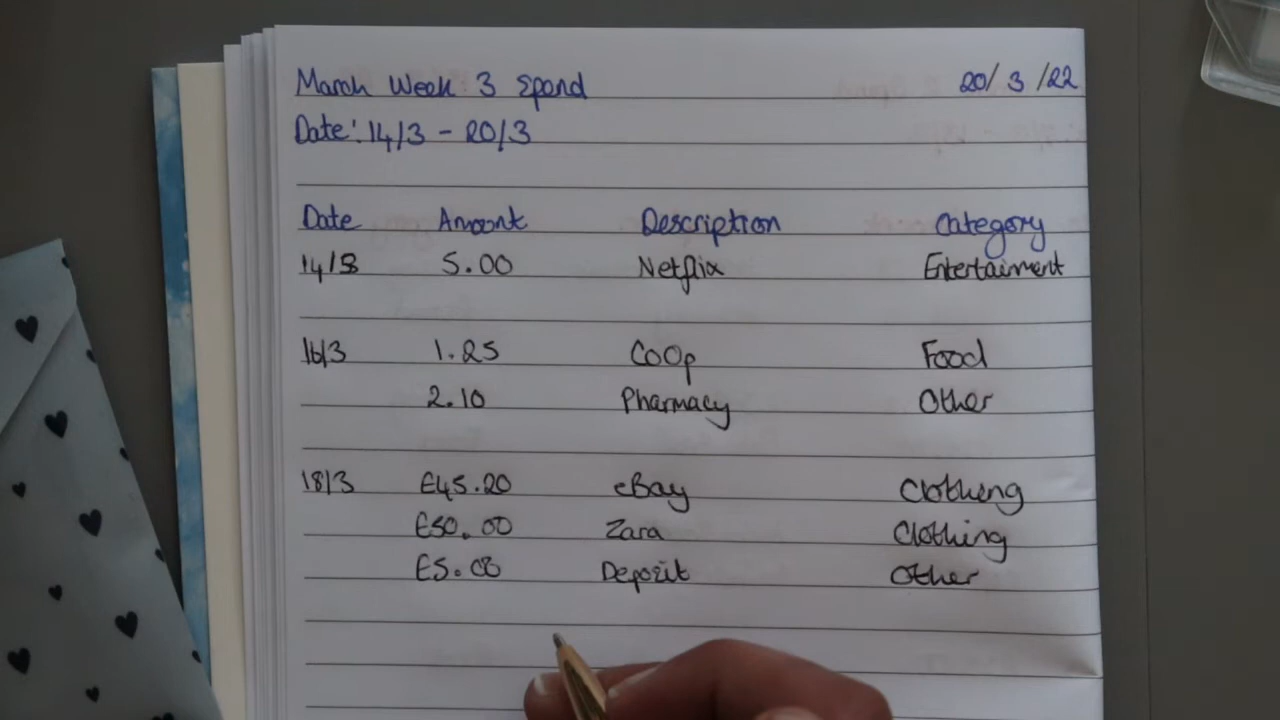 March Week 3 Spend 20/3/22
Date: 14/3 - 20/3
Date Amount Description Category
14/3 5.00 Netflix Entertaiment
16/3 1.25 CoOp Food
2.10 Pharmacy Other
18/3 £45.20 eBay Clothing
£50.00 Zara Clothing
£5.00 Deposit Other